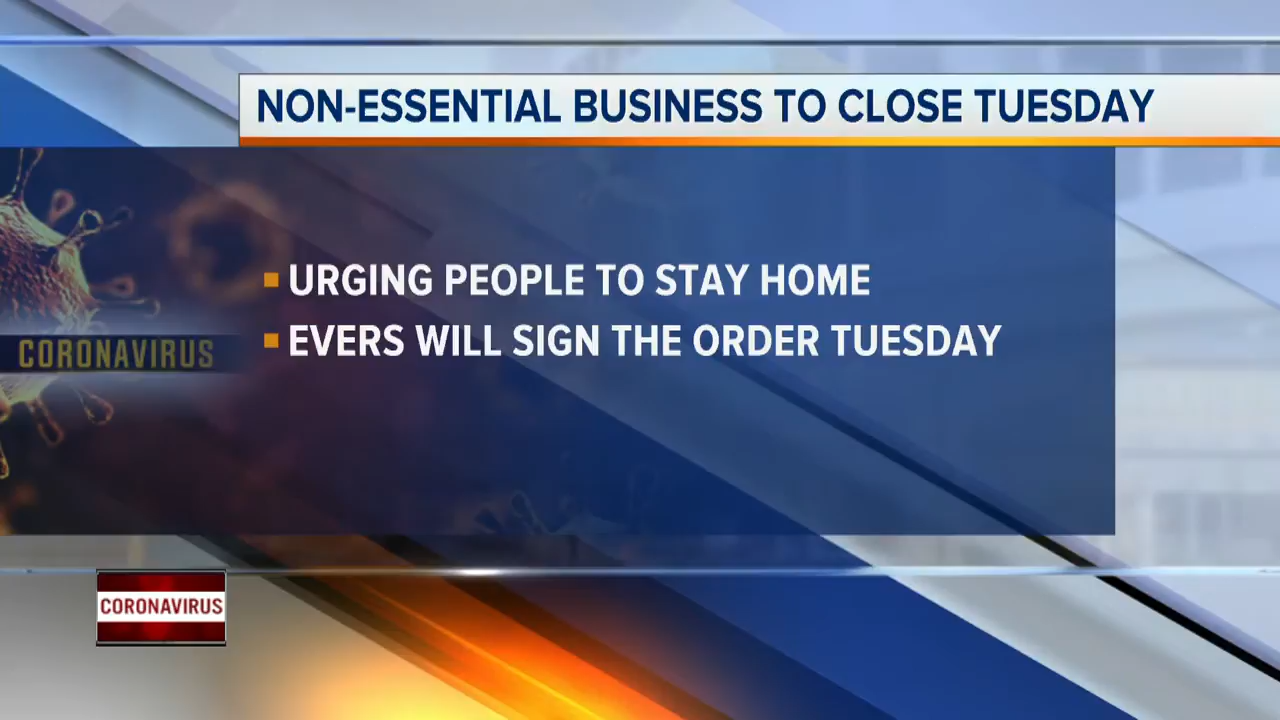 NON-ESSENTIAL BUSINESS TO CLOSE TUESDAY
URGING PEOPLE TO STAY HOME
EVERS WILL SIGN THE ORDER TUESDAY
CORONAVIRUS
CORONAVIRUS